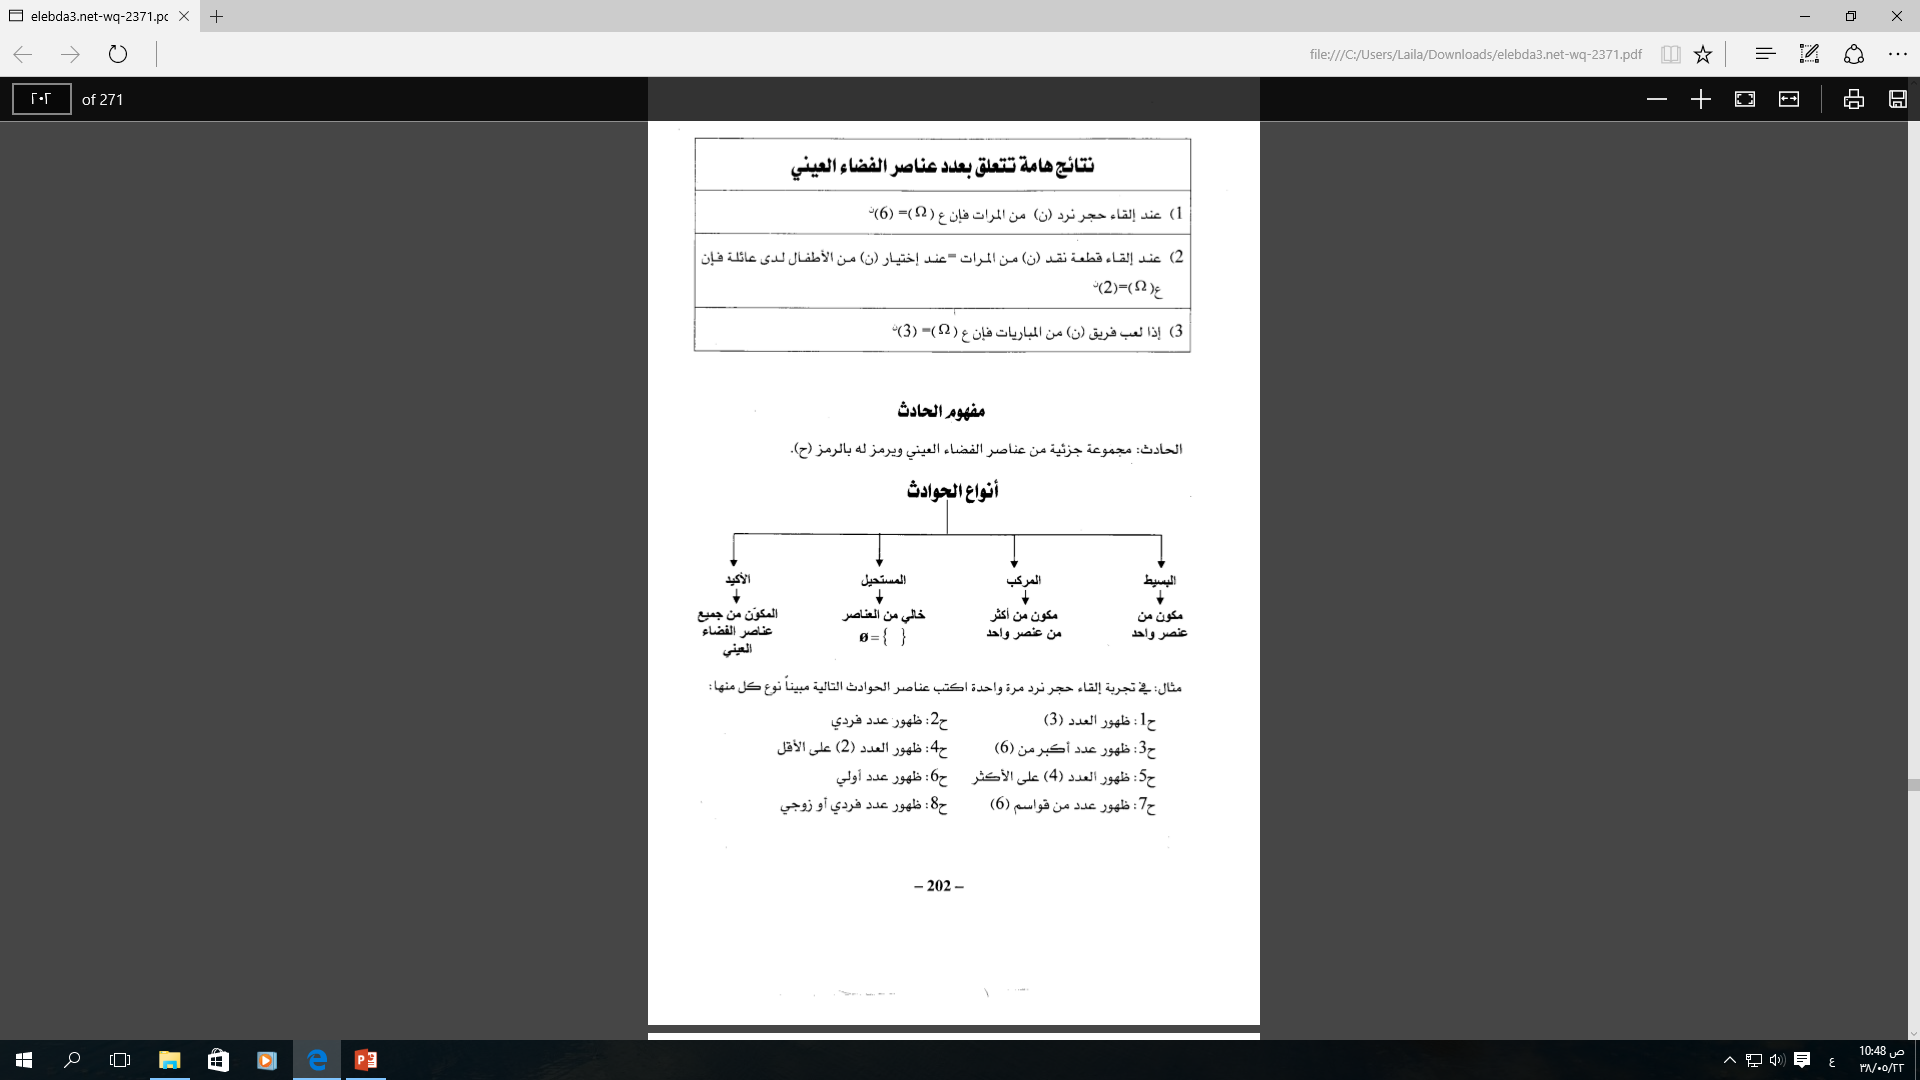 elebda3.net-wq-2371.pc
file:///C:/Users/Laila/Downloads/elebda3.net-wq-2371.pdf
٢٠٢ of 271
نتائج هامة تتعلق بعدد عناصر الفضاء العيني
1) عند إلقاء حجر نرد (ن) من المرات فإن ع (Ω)= (6)ن
2) عند إلقاء قطعة نقد (ن) من المرات =عند إختيار (ن) من الأطفال لدى عائلة فإن
ع(Ω)=(2)ن
3) إذا لعب فريق (ن) من المباريات فإن ع (Ω)= (3)ن
مفهوم الحادث
الحادث: مجموعة جزئية من عناصر الفضاء العيني ويرمز له بالرمز (ح).
أنواع الحوادث
البسيط المركب المستحيل الأكيد
مكون من مكون من أكثر خالي من العناصر المكوّن من جميع
عنصر واحد من عنصر واحد ø={ } عناصر الفضاء
العيني
مثال: في تجربة إلقاء حجر نرد مرة واحدة اكتب عناصر الحوادث التالية مبيناً نوع كل منها:
ح1: ظهور العدد (3) ح2: ظهور عدد فردي
ح3: ظهور عدد أكبر من (6) ح4: ظهور العدد (2) على الأقل
ح5: ظهور العدد (4) على الأكثر ح6: ظهور عدد أولي
ح7: ظهور عدد من قواسم (6) ح8: ظهور عدد فردي أو زوجي
– 202 –
ع
10:48 ص
٣٨/٠٥/٢٢